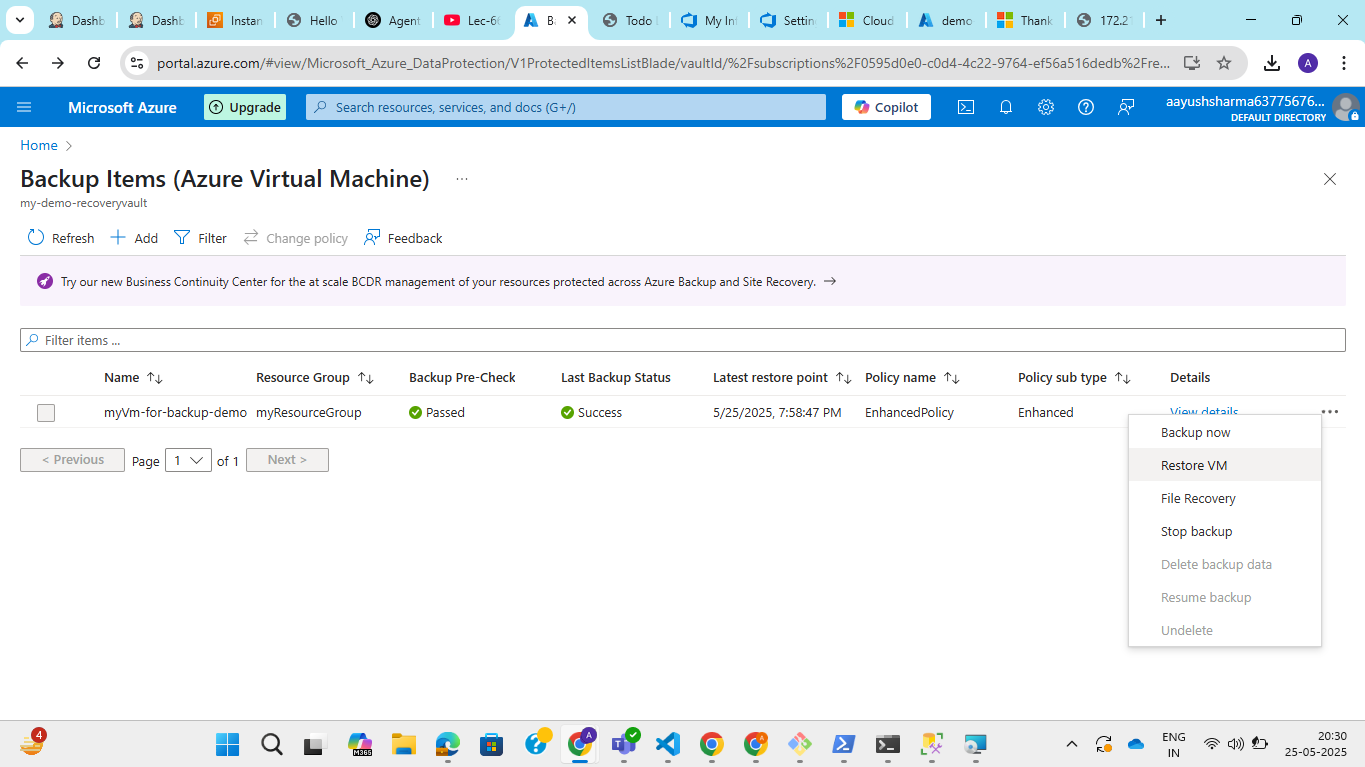 Dashb
Dashb
Instan
Hello
Agent
Lec-66
Ba
Todo
My Inf
Settin
Cloud
demo
Thank
172.21
portal.azure.com/#view/Microsoft_Azure_DataProtection/V1ProtectedItemsListBlade/vaultId/%2Fsubscriptions%2F0595d0e0-c0d4-4c22-9764-ef56a516dedb%2Fre...
A
Microsoft Azure
Upgrade
Search resources, services, and docs (G+/)
Copilot
aayushsharma63775676...
DEFAULT DIRECTORY
Home
Backup Items (Azure Virtual Machine)
...
my-demo-recoveryvault
Refresh
Add
Filter
Change policy
Feedback
Try our new Business Continuity Center for the at scale BCDR management of your resources protected across Azure Backup and Site Recovery.
Filter items ...
Name
Resource Group
Backup Pre-Check
Last Backup Status
Latest restore point
Policy name
Policy sub type
Details
myVm-for-backup-demo
myResourceGroup
Passed
Success
5/25/2025, 7:58:47 PM
EnhancedPolicy
Enhanced
View details
< Previous
Page
1
of 1
Next >
Backup now
Restore VM
File Recovery
Stop backup
Delete backup data
Resume backup
Undelete
4
M365
A
ENG
IN
20:30
25-05-2025